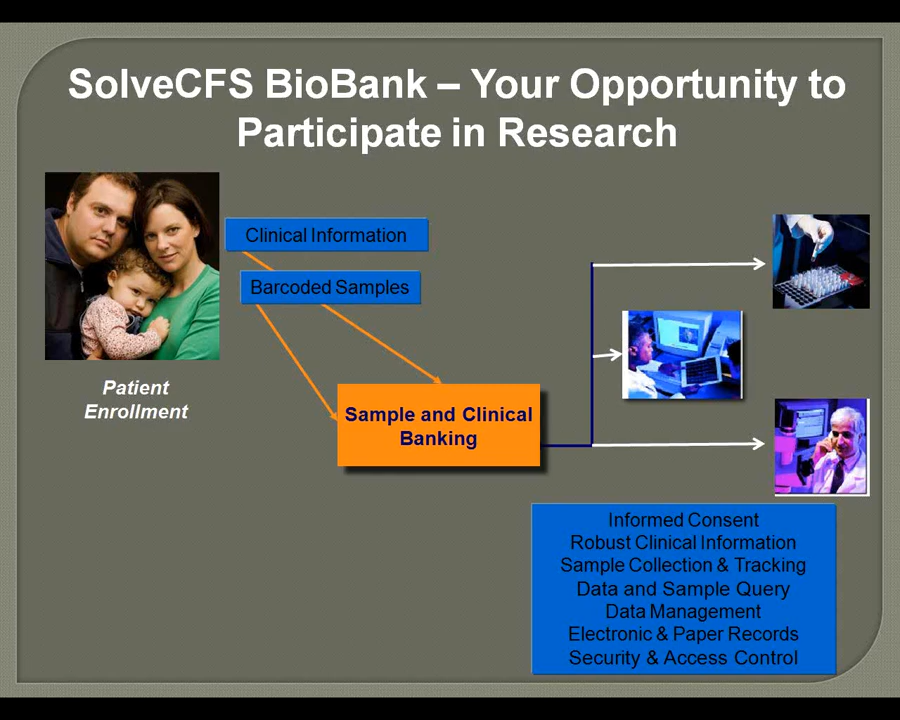 SolveCFS BioBank – Your Opportunity to
Participate in Research
Clinical Information
Barcoded Samples
Patient
Enrollment
Sample and Clinical
Banking
Informed Consent
Robust Clinical Information
Sample Collection & Tracking
Data and Sample Query
Data Management
Electronic & Paper Records
Security & Access Control